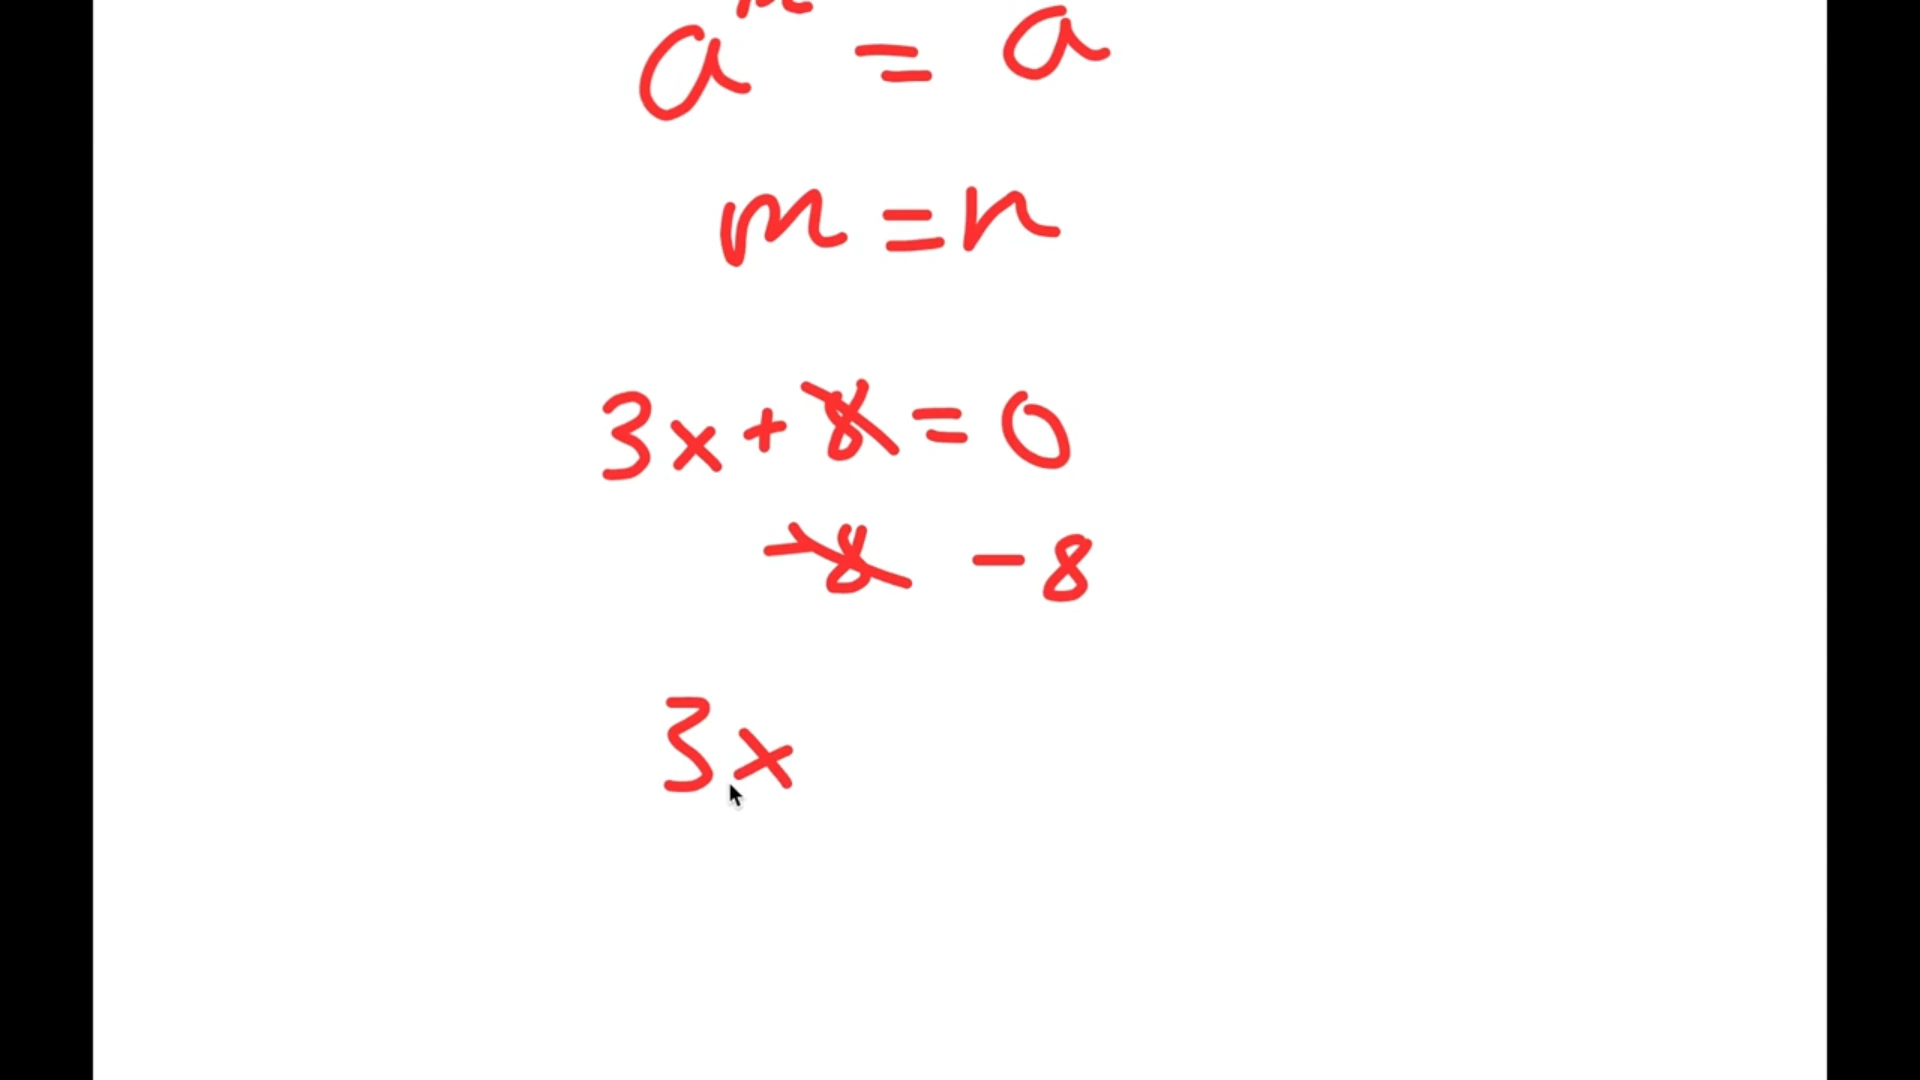 a^m = a
m = n
3x + 8 = 0
-8 -8
3x